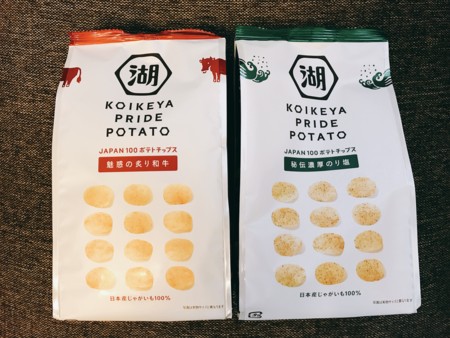 湖
KOIKEYA
PRIDE
POTATO
JAPAN 100 ポテトチップス
魅惑の炙り和牛
日本産じゃがいも100%
湖
KOIKEYA
PRIDE
POTATO
JAPAN 100 ポテトチップス
秘伝濃厚のり塩
日本産じゃがいも100%